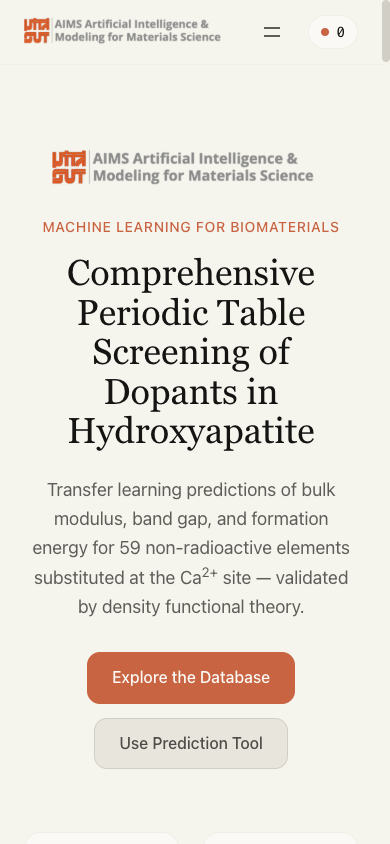 AIMS Artificial Intelligence &
Modeling for Materials Science
0
AIMS Artificial Intelligence &
Modeling for Materials Science
MACHINE LEARNING FOR BIOMATERIALS
Comprehensive
Periodic Table
Screening of
Dopants in
Hydroxyapatite
Transfer learning predictions of bulk
modulus, band gap, and formation
energy for 59 non-radioactive elements
substituted at the Ca²⁺ site — validated
by density functional theory.
Explore the Database
Use Prediction Tool